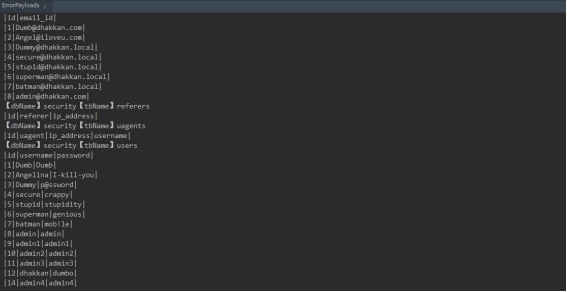 ErrorPayloads
|id|email_id|
|1|Dumb@dhakkan.com|
|2|Angel@iloveu.com|
|3|Dummy@dhakkan.local|
|4|secure@dhakkan.local|
|5|stupid@dhakkan.local|
|6|superman@dhakkan.local|
|7|batman@dhakkan.local|
|8|admin@dhakkan.com|
【dbName】security【tbName】referers
|id|referer|ip_address|
【dbName】security【tbName】uagents
|id|uagent|ip_address|username|
【dbName】security【tbName】users
|id|username|password|
|1|Dumb|Dumb|
|2|Angelina|I-kill-you|
|3|Dummy|p@ssword|
|4|secure|crappy|
|5|stupid|stupidity|
|6|superman|genious|
|7|batman|mob!le|
|8|admin|admin|
|9|admin1|admin1|
|10|admin2|admin2|
|11|admin3|admin3|
|12|dhakkan|dumbo|
|14|admin4|admin4|